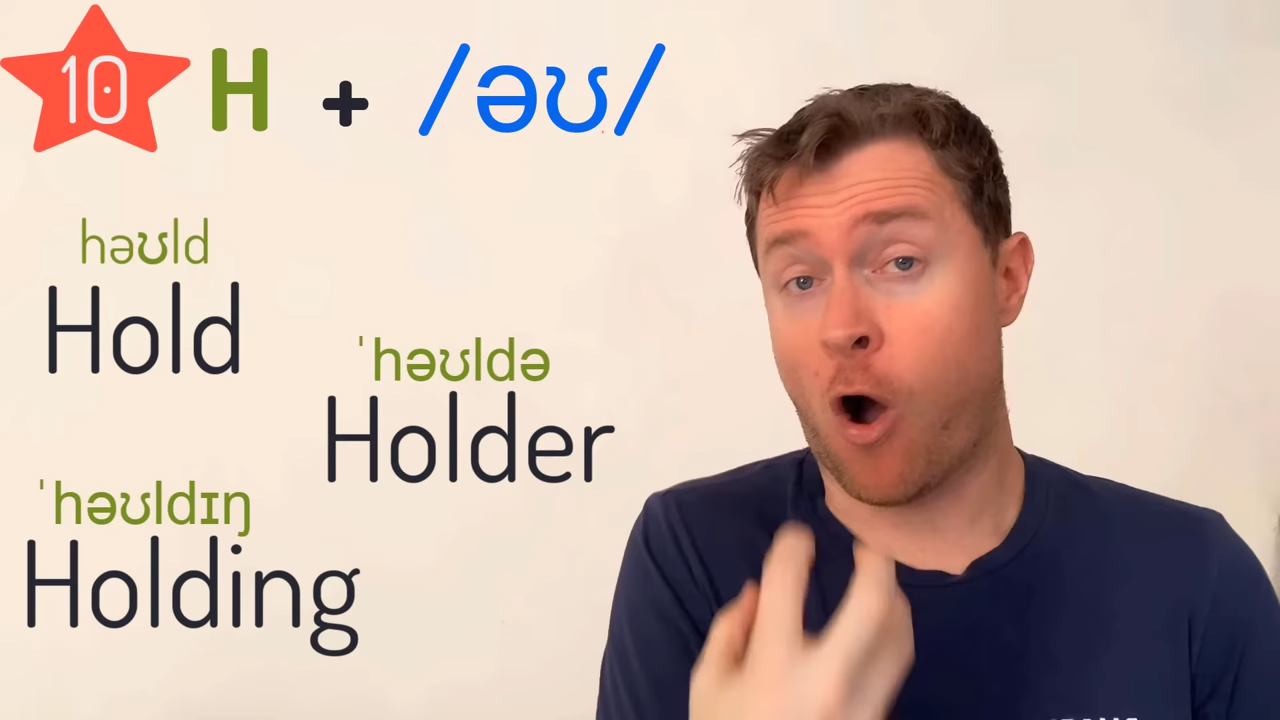 10 H + /əʊ/
həʊld
Hold
ˈhəʊldə
Holder
ˈhəʊldɪŋ
Holding